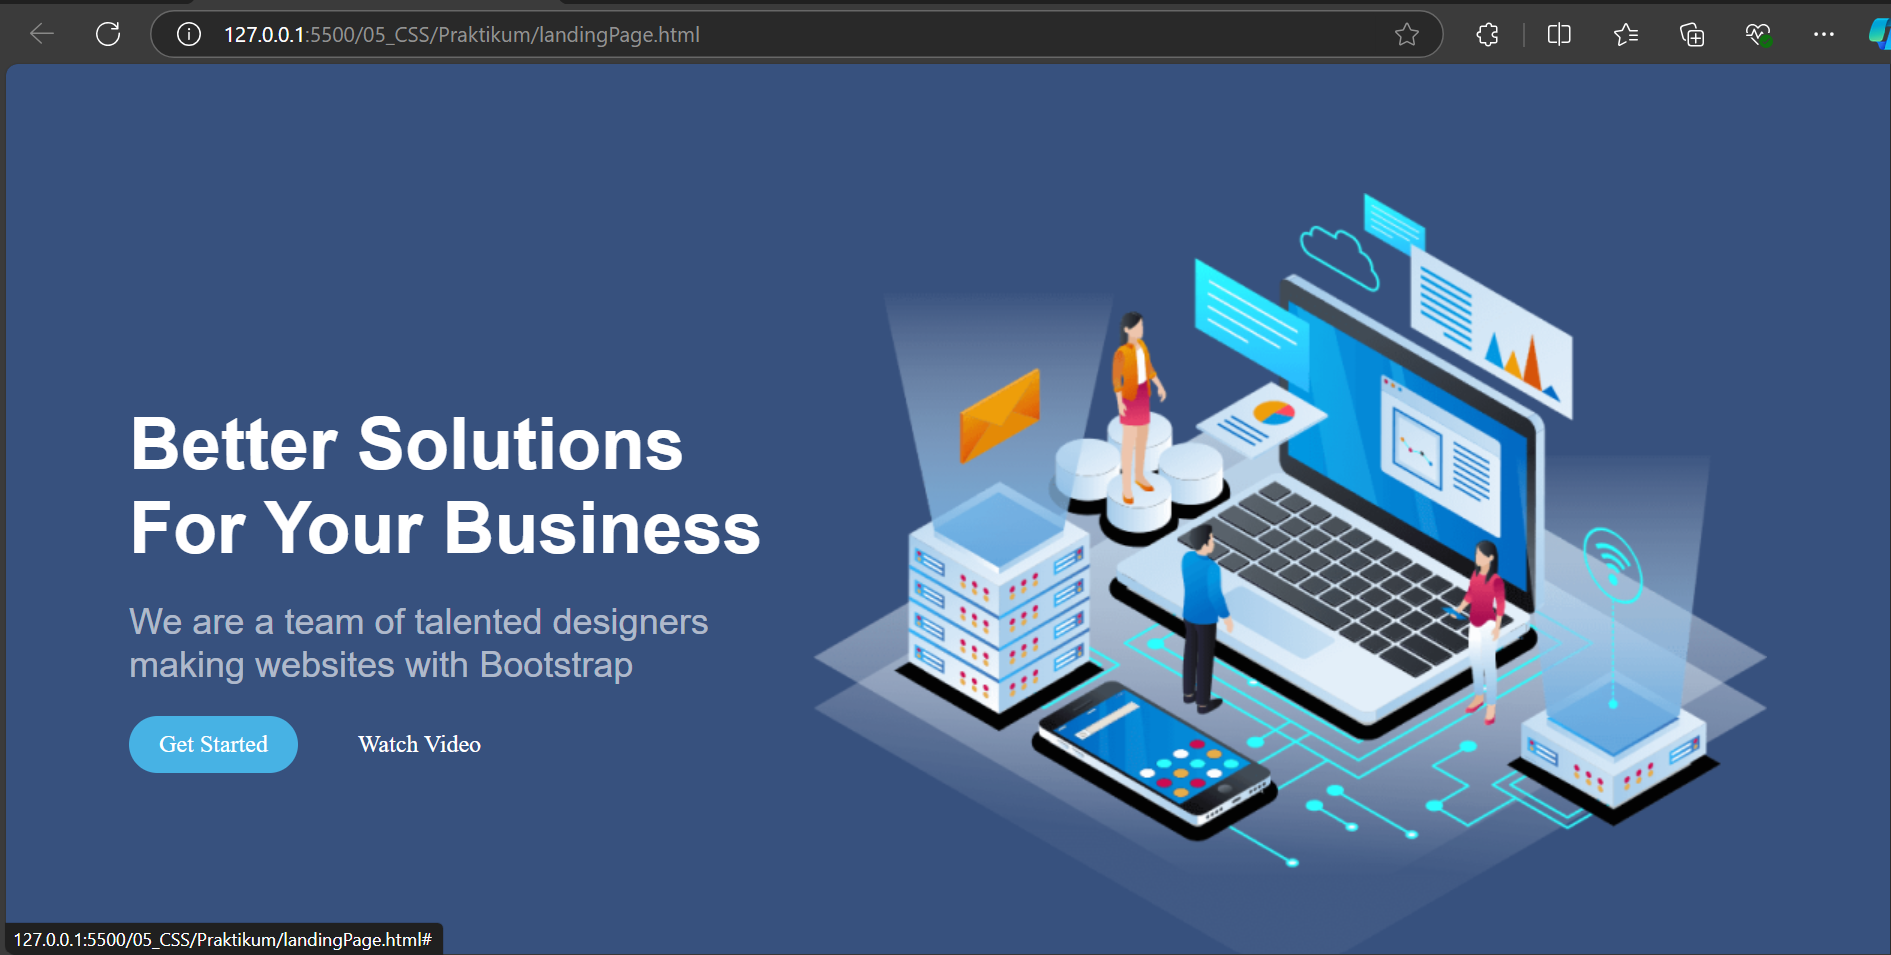 127.0.0.1:5500/05_CSS/Praktikum/landingPage.html
Better Solutions
For Your Business
We are a team of talented designers
making websites with Bootstrap
Get Started
Watch Video
127.0.0.1:5500/05_CSS/Praktikum/landingPage.html#